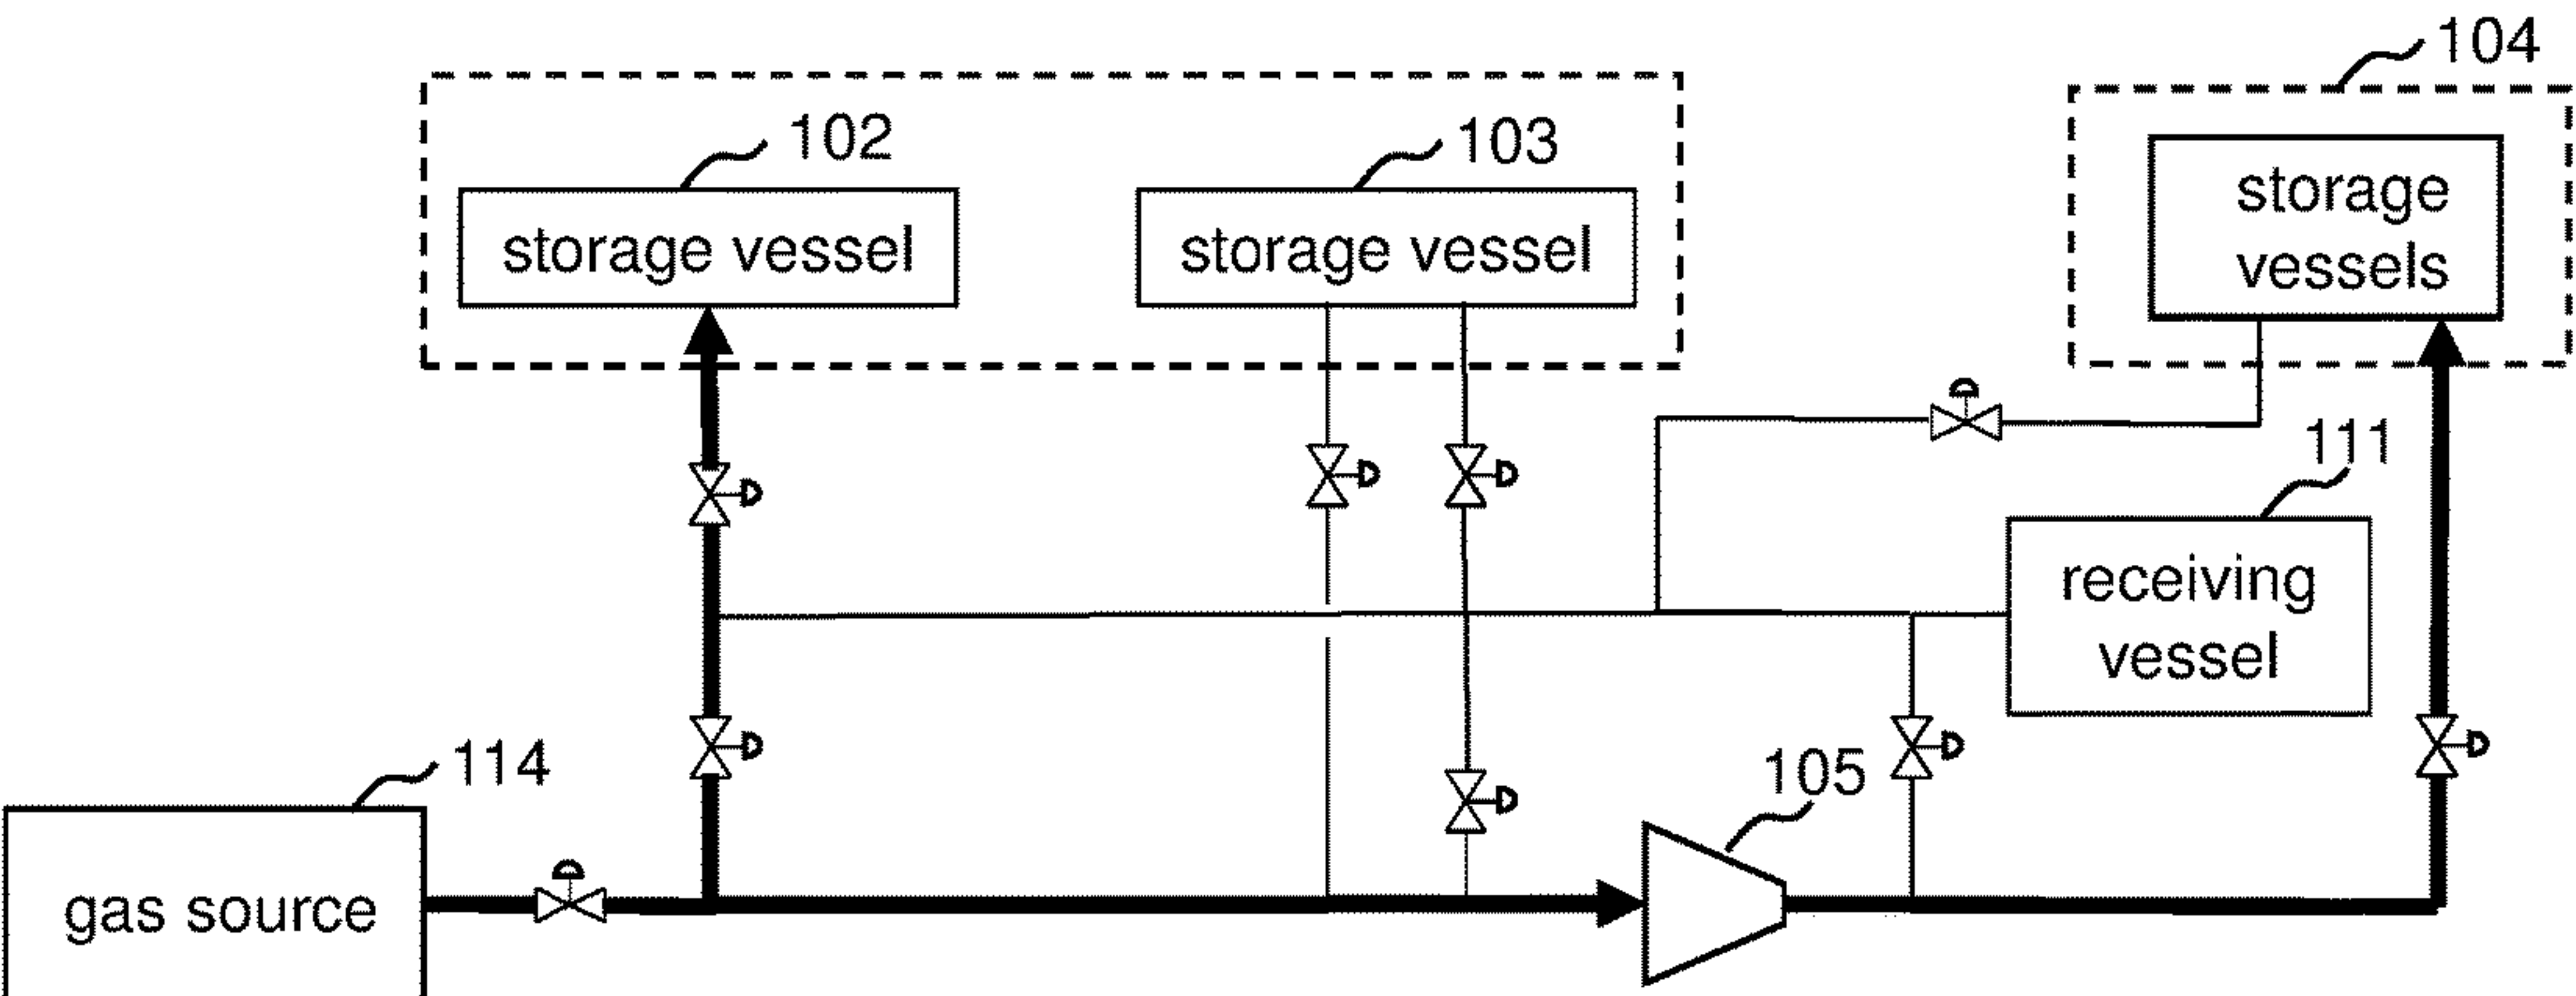 104
102
103
storage vessel
storage vessel
storage
vessels
111
receiving
vessel
114
105
gas source